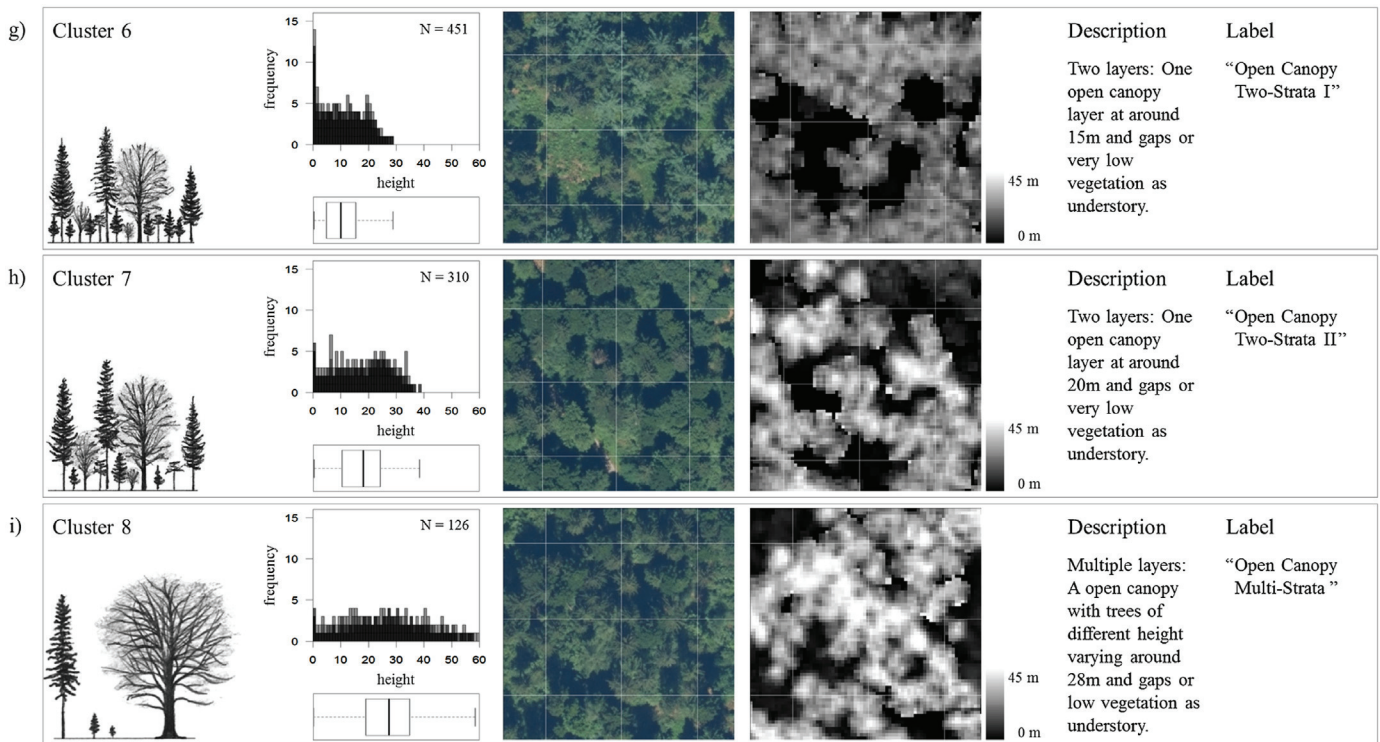 g)
Cluster 6
N = 451
15
10
5
0
frequency
0 10 20 30 40 50 60
height
45 m
0 m
Description
Two layers: One
open canopy
layer at around
15m and gaps or
very low
vegetation as
understory.
Label
“Open Canopy
Two-Strata I”
h)
Cluster 7
N = 310
15
10
5
0
frequency
0 10 20 30 40 50 60
height
45 m
0 m
Description
Two layers: One
open canopy
layer at around
20m and gaps or
very low
vegetation as
understory.
Label
“Open Canopy
Two-Strata II”
i)
Cluster 8
N = 126
15
10
5
0
frequency
0 10 20 30 40 50 60
height
45 m
0 m
Description
Multiple layers:
A open canopy
with trees of
different height
varying around
28m and gaps or
low vegetation as
understory.
Label
“Open Canopy
Multi-Strata ”